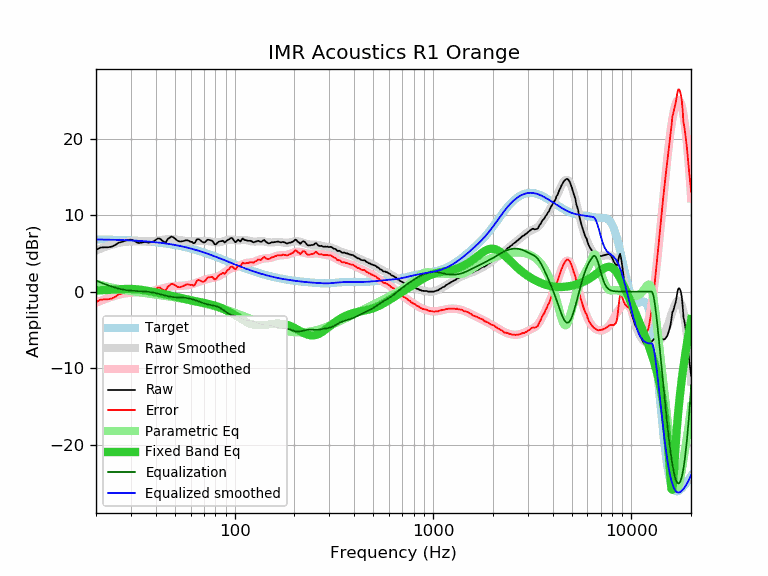 IMR Acoustics R1 Orange
Amplitude (dBr)
20
10
0
−10
−20
Target
Raw Smoothed
Error Smoothed
Raw
Error
Parametric Eq
Fixed Band Eq
Equalization
Equalized smoothed
100
1000
10000
Frequency (Hz)